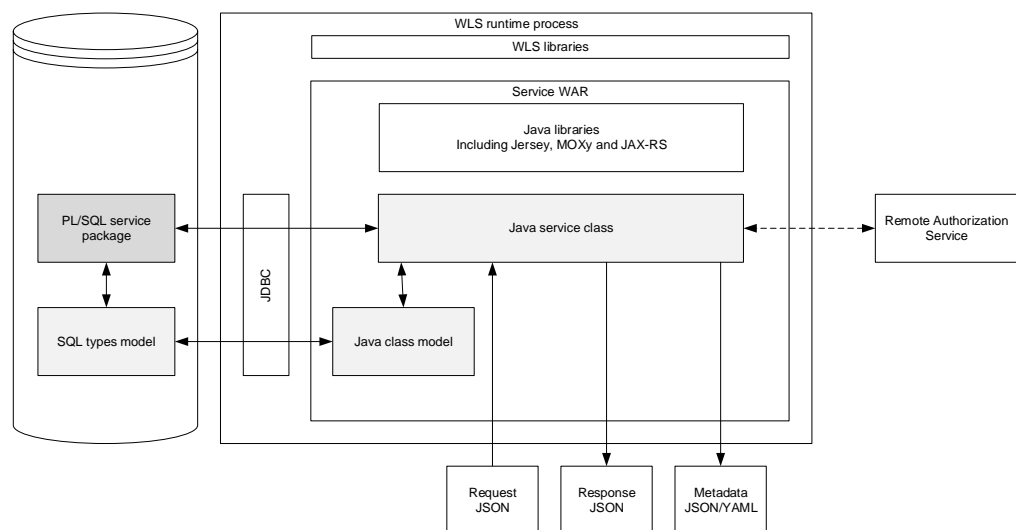 WLS runtime process
WLS libraries
Service WAR
Java libraries
Including Jersey, MOXy and JAX-RS
PL/SQL service
package
JDBC
Java service class
Remote Authorization
Service
SQL types model
Java class model
Request
JSON
Response
JSON
Metadata
JSON/YAML